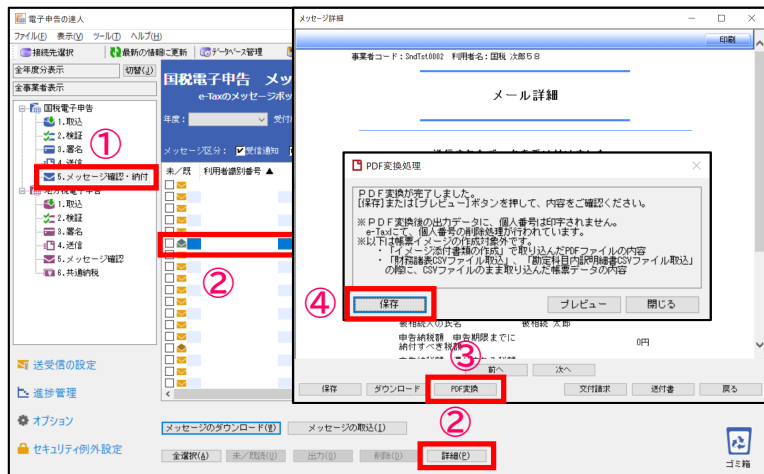 電子申告の達人
ファイル(F) 表示(V) ツール(T) ヘルプ(H)
接続先選択 最新の情報に更新 データベース管理
全年度分表示 切替(J)
全事業者表示
国税電子申告
1.取込
2.検証
3.署名
4.送信
5.メッセージ確認・納付
地方税電子申告
1.取込
2.検証
3.署名
4.送信
5.メッセージ確認
6.共通納税
①
送受信の設定
進捗管理
オプション
セキュリティ例外設定
国税電子申告 メッ
e-Taxのメッセージボッ
年度: 受付
メッセージ区分: 受信通知
未/既 利用者識別番号 ▲
②
メッセージのダウンロード(W) メッセージの取込(I)
全選択(A) 未/既読(U) 出力(O) 削除(D) 詳細(P)
②
ゴミ箱
メッセージ詳細
印刷
事業者コード:SndTst0002 利用者名:国税 次郎58
メール詳細
PDF変換処理
PDF変換が完了しました。
[保存]または[プレビュー]ボタンを押して、内容をご確認ください。
※PDF変換後の出力データに、個人番号は印字されません。
e-Taxにて、個人番号の削除処理が行われています。
※以下は帳票イメージの作成対象外です。
・「イメージ添付書類の作成」で取り込んだPDFファイルの内容
・「財務諸表CSVファイル取込」、「勘定科目内訳明細書CSVファイル取込」
の際に、CSVファイルのまま取り込んだ帳票データの内容
④
保存 プレビュー 閉じる
被相続人の氏名 被相続 太郎
申告納税額 申告期限までに
納付すべき税額 0円
③
前へ 次へ
保存 ダウンロード PDF変換 交付請求 送付書 戻る